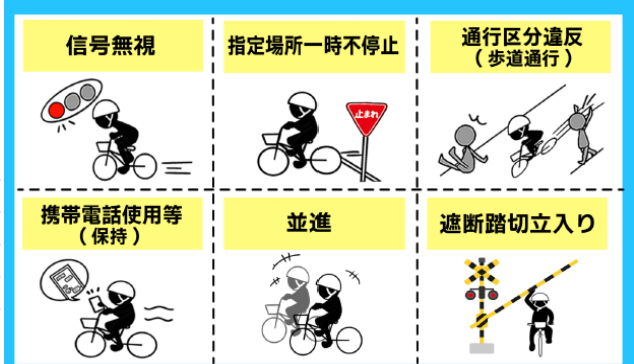 信号無視
指定場所一時不停止
通行区分違反
(歩道通行)
止まれ
携帯電話使用等
(保持)
並進
遮断踏切立入り